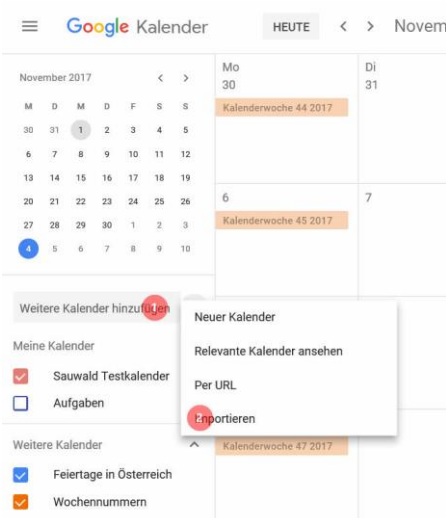 Google Kalender HEUTE < > Novem
November 2017 < >
M D M D F S S
30 31 1 2 3 4 5
6 7 8 9 10 11 12
13 14 15 16 17 18 19
20 21 22 23 24 25 26
27 28 29 30 1 2 3
4 5 6 7 8 9 10
Mo Di
30 31
Kalenderwoche 44 2017
6 7
Kalenderwoche 45 2017
Weitere Kalender hinzufügen 1
Neuer Kalender
Relevante Kalender ansehen
Per URL
2 Importieren
Meine Kalender
Sauwald Testkalender
Aufgaben
Weitere Kalender
Kalenderwoche 47 2017
Feiertage in Österreich
Wochennummern